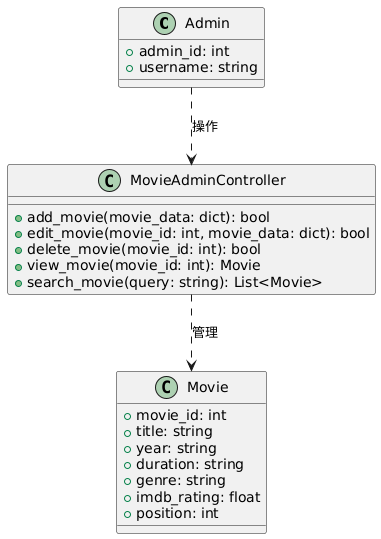 C Admin
admin_id: int
username: string
操作
C MovieAdminController
add_movie(movie_data: dict): bool
edit_movie(movie_id: int, movie_data: dict): bool
delete_movie(movie_id: int): bool
view_movie(movie_id: int): Movie
search_movie(query: string): List<Movie>
管理
C Movie
movie_id: int
title: string
year: string
duration: string
genre: string
imdb_rating: float
position: int